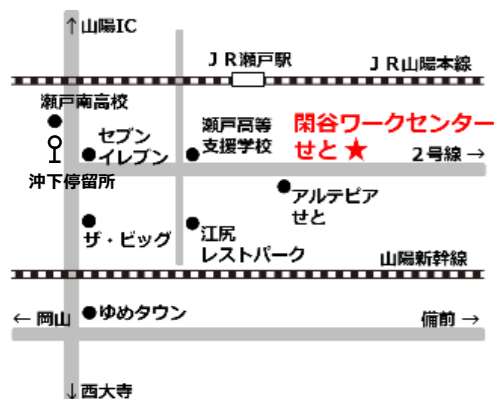 ↑山陽IC
JR瀬戸駅
JR山陽本線
瀬戸南高校
セブン
イレブン
瀬戸高等
支援学校
閑谷ワークセンター
せと★
2号線→
沖下停留所
アルテピア
せと
ザ・ビッグ
江尻
レストパーク
山陽新幹線
←岡山
ゆめタウン
備前→
↓西大寺